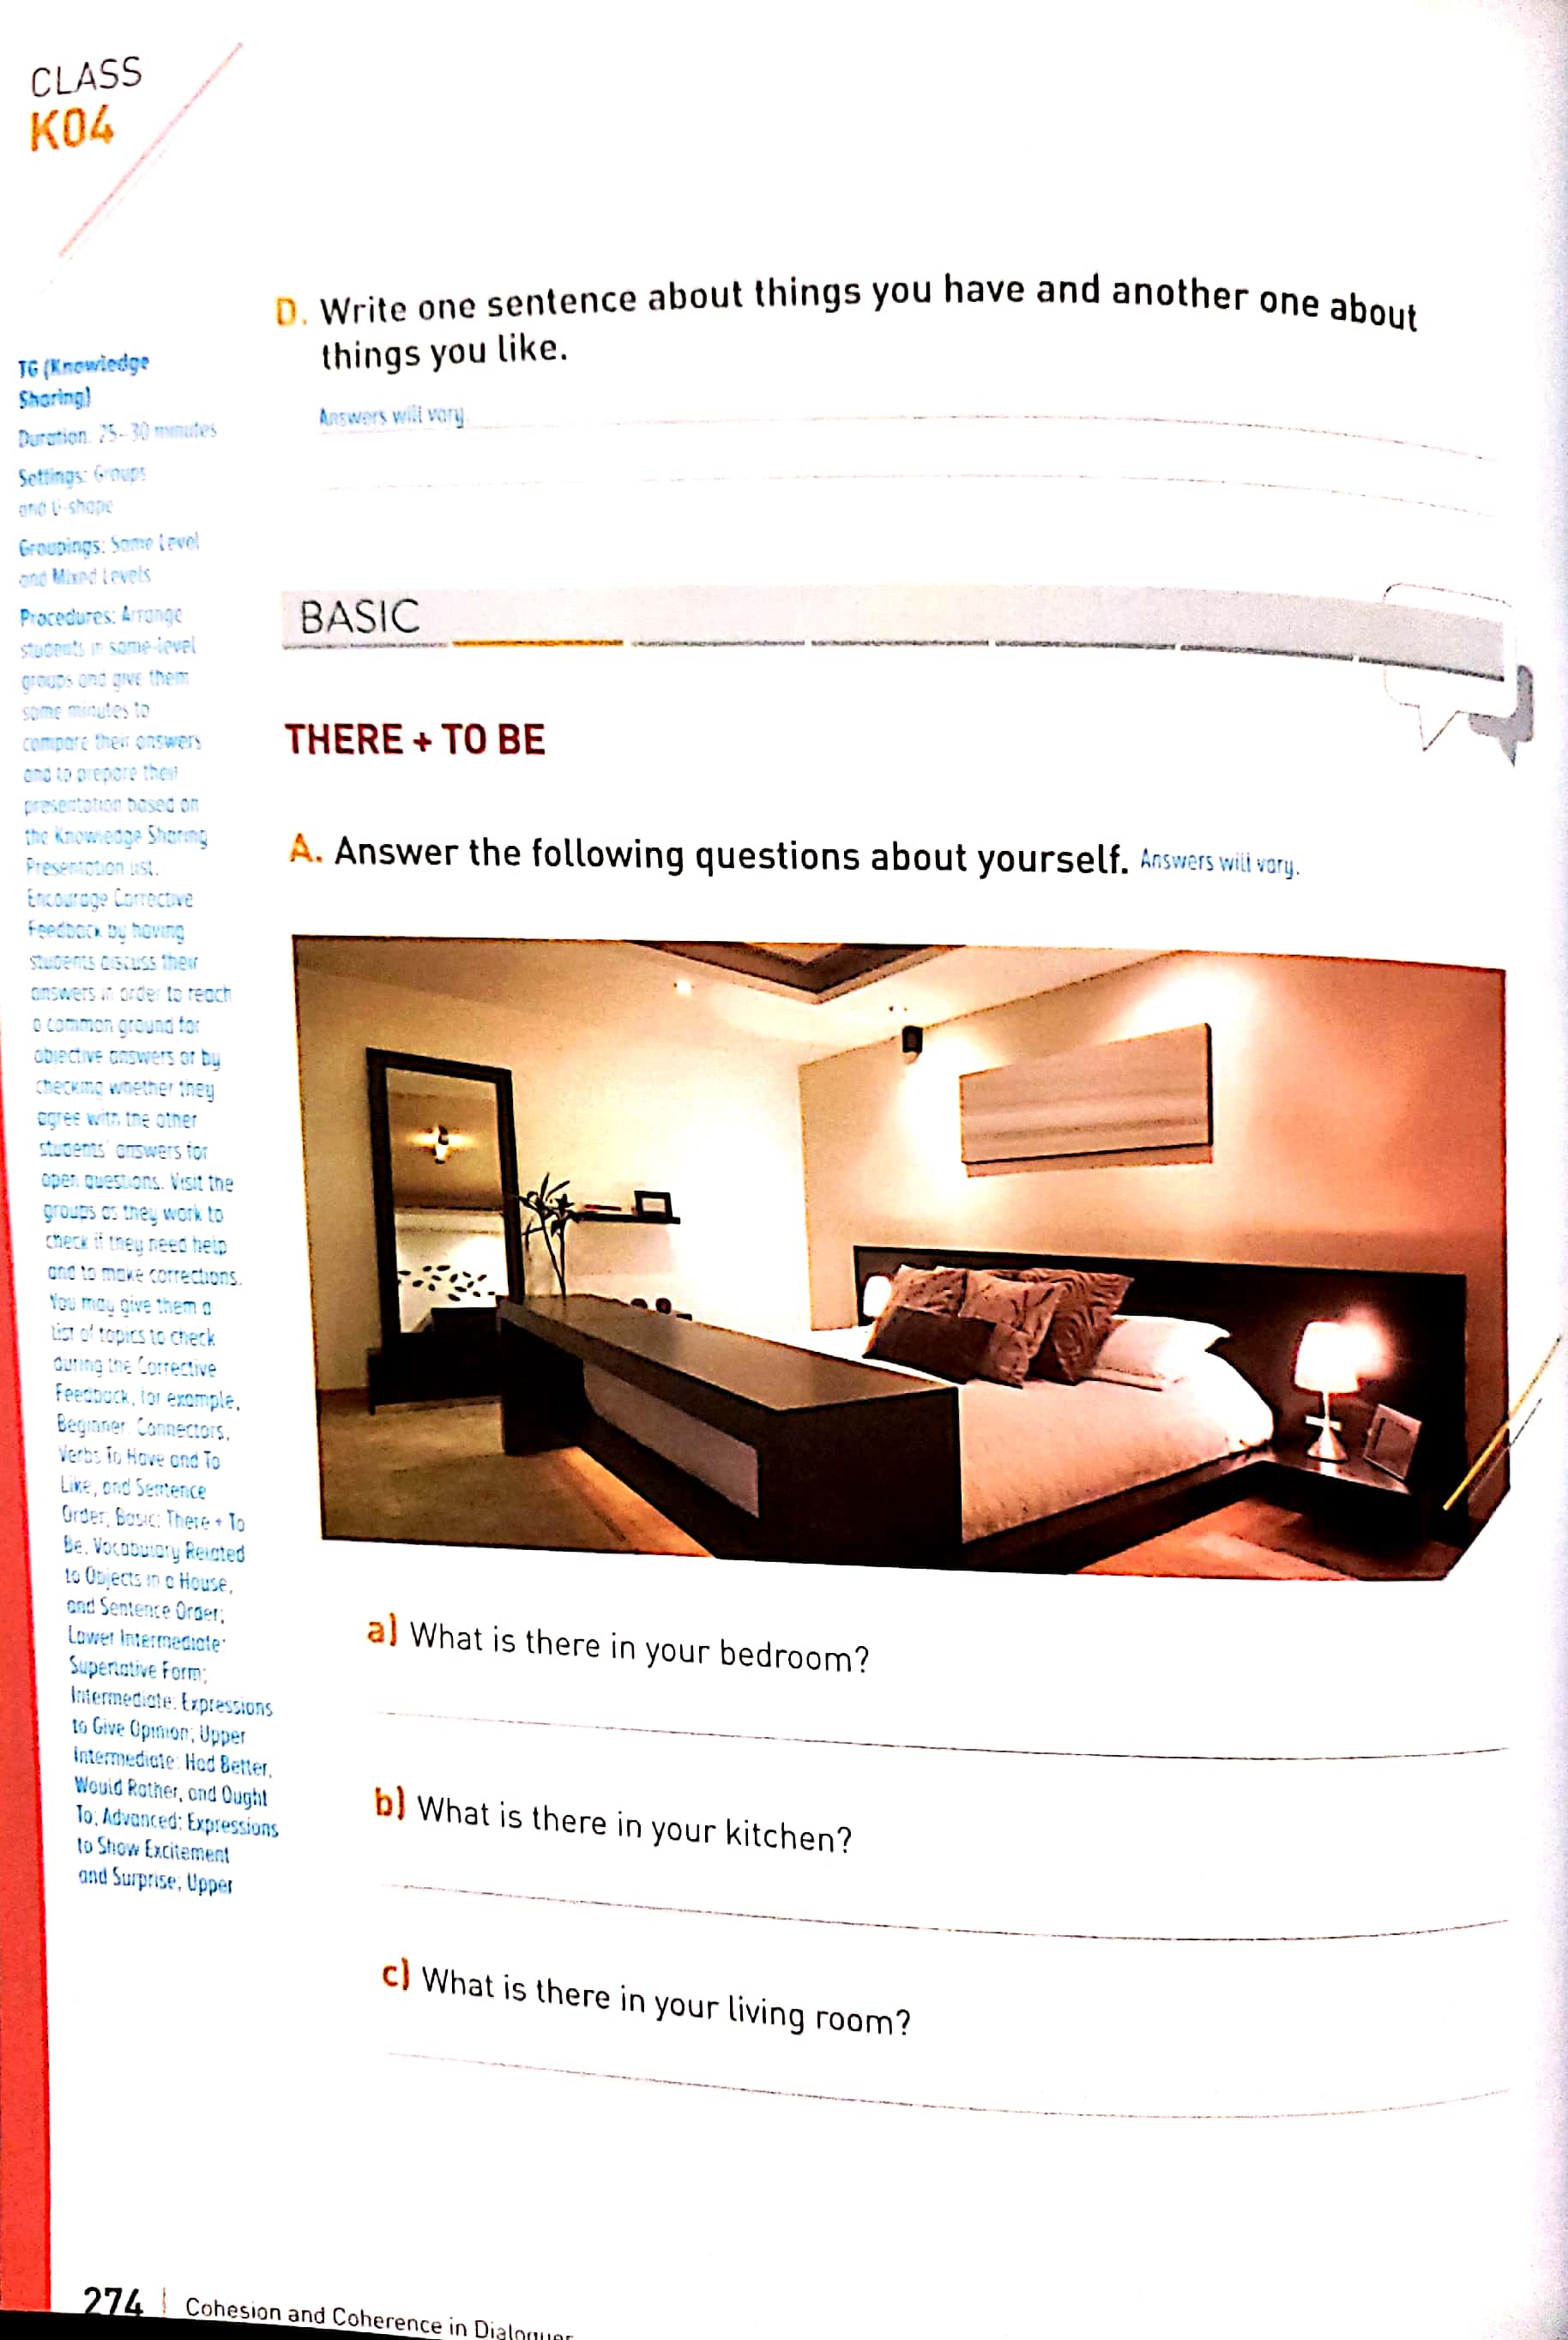 CLASS
K04
D. Write one sentence about things you have and another one about
things you like.
Answers will vary.
TG (Knowledge
Sharing)
Duration: 25-30 minutes
Settings: Groups
and U-shape
Groupings: Same Level
and Mixed Levels
Procedures: Arrange
students in same-level
groups and give them
some minutes to
compare their answers
and to prepare their
presentation based on
the Knowledge Sharing
Presentation List.
Encourage Corrective
Feedback by having
students discuss their
answers in order to reach
a common ground for
objective answers or by
checking whether they
agree with the other
students' answers for
open questions. Visit the
groups as they work to
check if they need help
and to make corrections.
You may give them a
list of topics to check
during the Corrective
Feedback, for example,
Beginner: Connectors,
Verbs To Have and To
Like, and Sentence
Order; Basic: There + To
Be, Vocabulary Related
to Objects in a House,
and Sentence Order;
Lower Intermediate:
Superlative Form;
Intermediate: Expressions
to Give Opinion; Upper
Intermediate: Had Better,
Would Rather, and Ought
To; Advanced: Expressions
to Show Excitement
and Surprise; Upper
BASIC
THERE + TO BE
A. Answer the following questions about yourself. Answers will vary.
a) What is there in your bedroom?
b) What is there in your kitchen?
c) What is there in your living room?
274 | Cohesion and Coherence in Dialogues